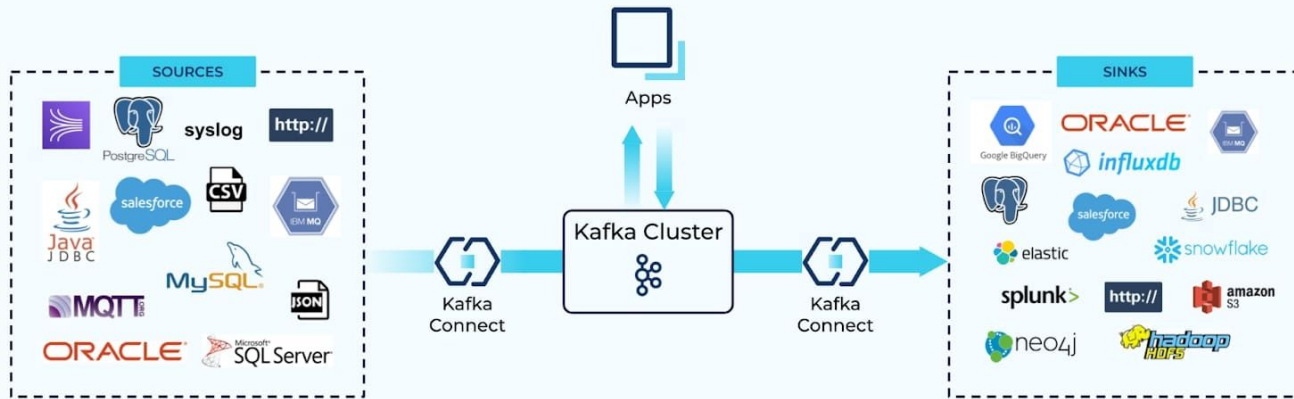 SOURCES
PostgreSQL
syslog
http://
Java
JDBC
salesforce
CSV
IBM MQ
MySQL®
MQTT.ORG
JSON
ORACLE®
Microsoft®
SQL Server®
Apps
Kafka Cluster
Kafka
Connect
Kafka
Connect
SINKS
Google BigQuery
ORACLE®
IBM MQ
influxdb
salesforce
JDBC
elastic
snowflake
splunk>
http://
amazon
S3
neo4j
hadoop
HDFS